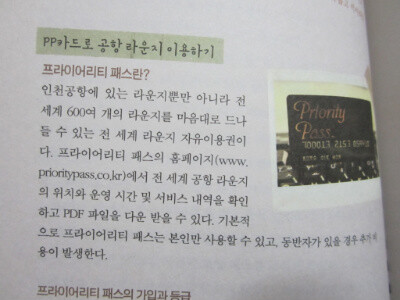 PP카드로 공항 라운지 이용하기
프라이어리티 패스란?
인천공항에 있는 라운지뿐만 아니라 전
세계 600여 개의 라운지를 마음대로 드나
들 수 있는 전 세계 라운지 자유이용권이
다. 프라이어리티 패스의 홈페이지(www.
prioritypass.co.kr)에서 전 세계 공항 라운지
의 위치와 운영 시간 및 서비스 내역을 확인
하고 PDF 파일을 다운 받을 수 있다. 기본적
으로 프라이어리티 패스는 본인만 사용할 수 있고, 동반자가 있을 경우 추가 비
용이 발생한다.
Priority
Pass
프라이어리티 패스의 가입과 등급